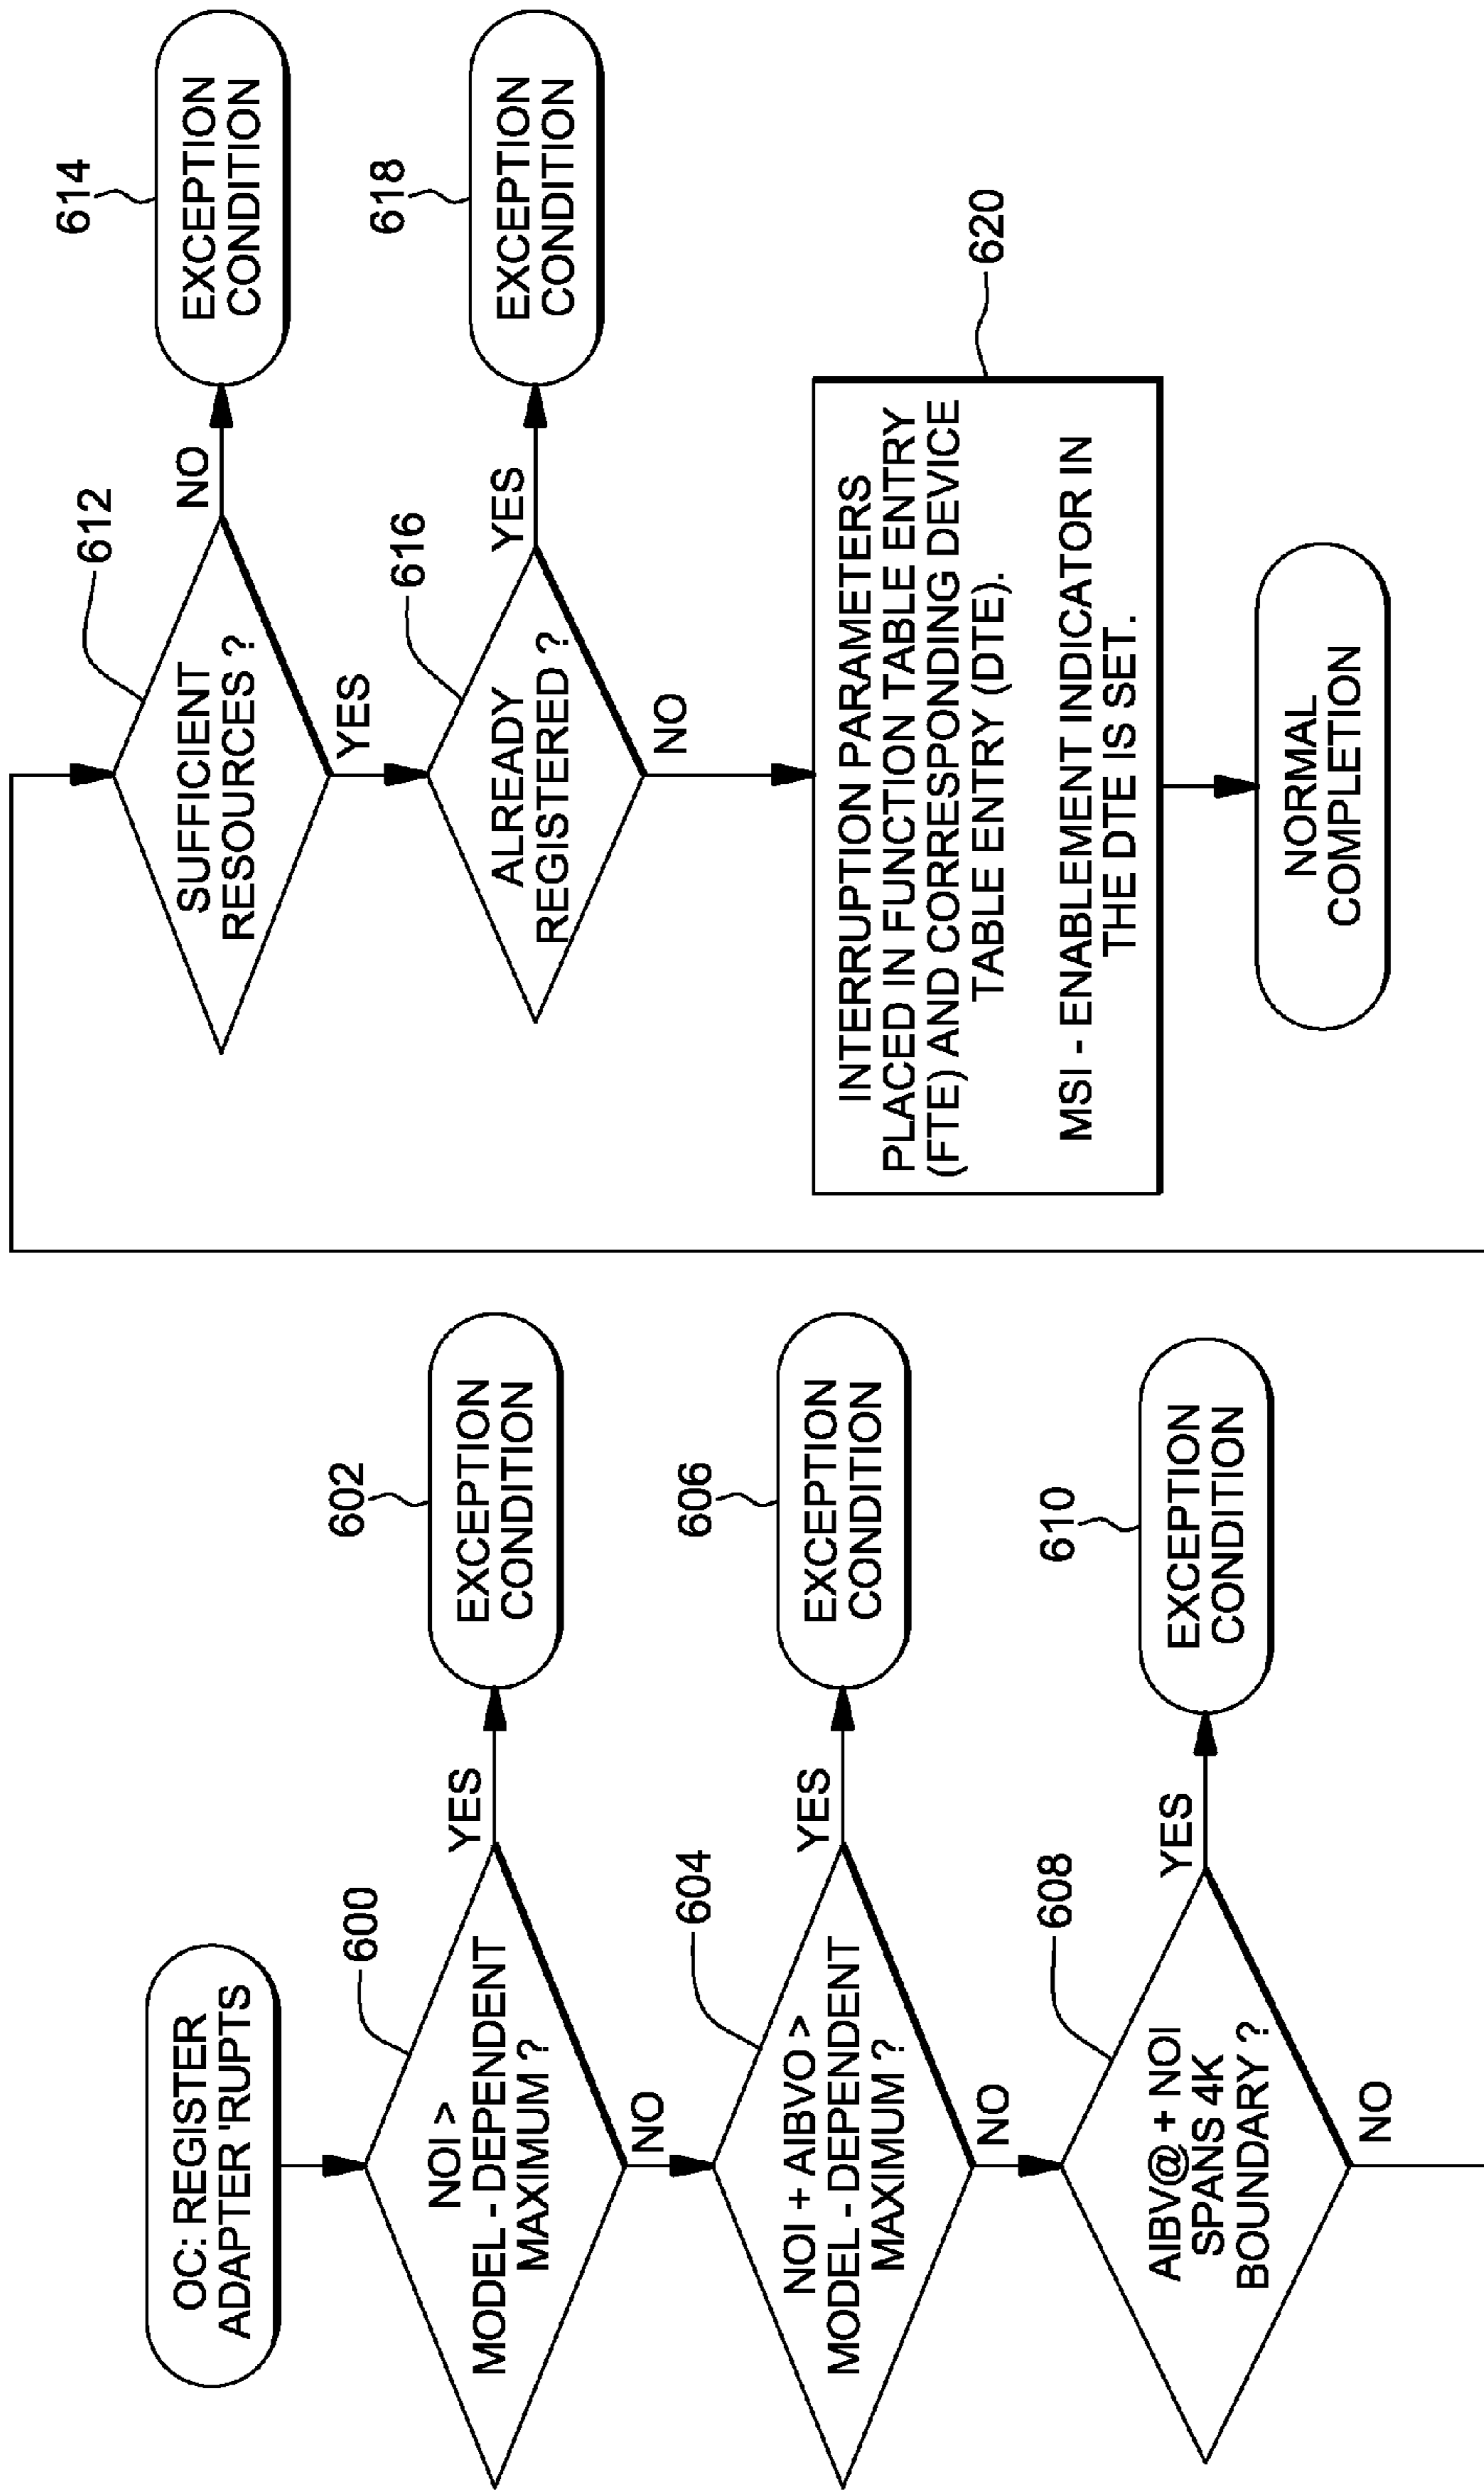 OC: REGISTER
ADAPTER 'RUPTS
600
NOI >
MODEL - DEPENDENT
MAXIMUM ?
YES
602
EXCEPTION
CONDITION
NO
604
NOI + AIBVO >
MODEL - DEPENDENT
MAXIMUM ?
YES
606
EXCEPTION
CONDITION
NO
608
AIBV@ + NOI
SPANS 4K
BOUNDARY ?
YES
610
EXCEPTION
CONDITION
NO
612
SUFFICIENT
RESOURCES ?
NO
614
EXCEPTION
CONDITION
YES
616
ALREADY
REGISTERED ?
YES
618
EXCEPTION
CONDITION
NO
620
INTERRUPTION PARAMETERS
PLACED IN FUNCTION TABLE ENTRY
(FTE) AND CORRESPONDING DEVICE
TABLE ENTRY (DTE).
MSI - ENABLEMENT INDICATOR IN
THE DTE IS SET.
NORMAL
COMPLETION